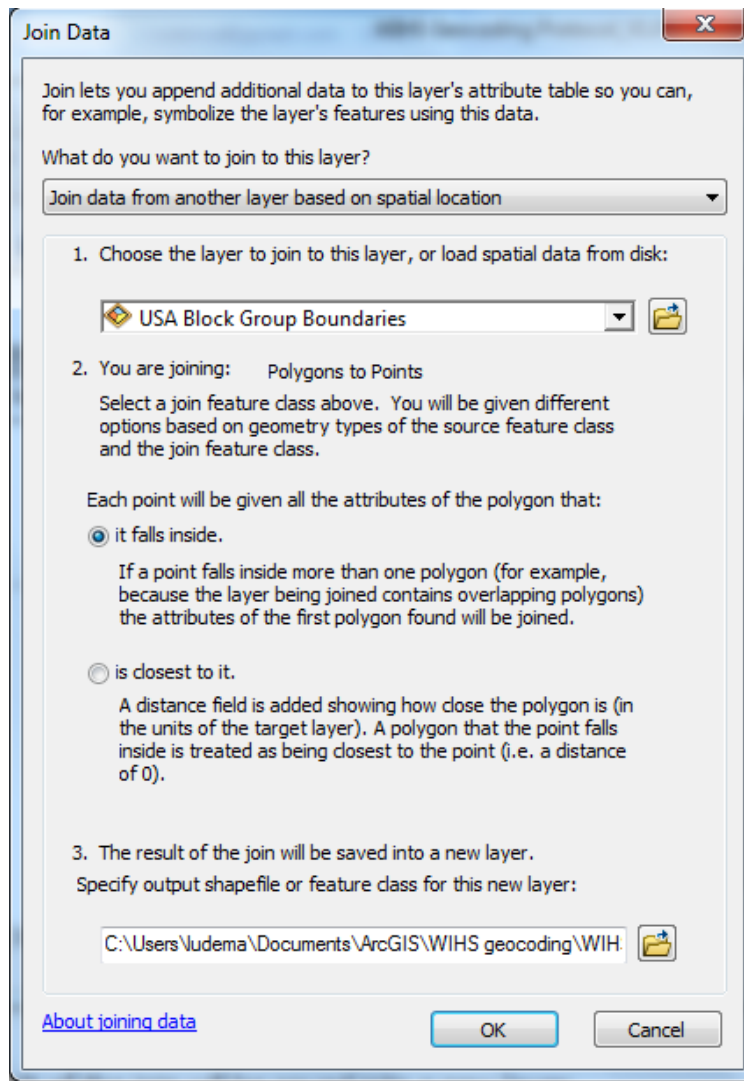 Join Data
Join lets you append additional data to this layer's attribute table so you can,
for example, symbolize the layer's features using this data.
What do you want to join to this layer?
Join data from another layer based on spatial location
1. Choose the layer to join to this layer, or load spatial data from disk:
USA Block Group Boundaries
2. You are joining: Polygons to Points
Select a join feature class above. You will be given different
options based on geometry types of the source feature class
and the join feature class.
Each point will be given all the attributes of the polygon that:
it falls inside.
If a point falls inside more than one polygon (for example,
because the layer being joined contains overlapping polygons)
the attributes of the first polygon found will be joined.
is closest to it.
A distance field is added showing how close the polygon is (in
the units of the target layer). A polygon that the point falls
inside is treated as being closest to the point (i.e. a distance
of 0).
3. The result of the join will be saved into a new layer.
Specify output shapefile or feature class for this new layer:
C:\Users\ludema\Documents\ArcGIS\WIHS geocoding\WIH
About joining data
OK Cancel